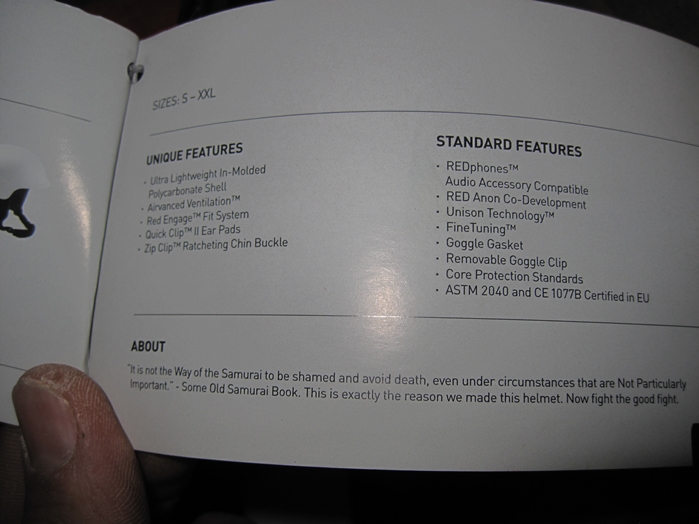 SIZES: S – XXL
UNIQUE FEATURES
· Ultra Lightweight In-Molded
Polycarbonate Shell
· Airvanced Ventilation™
· Red Engage™ Fit System
· Quick Clip™ II Ear Pads
· Zip Clip™ Ratcheting Chin Buckle
STANDARD FEATURES
· REDphones™
Audio Accessory Compatible
· RED Anon Co-Development
· Unison Technology™
· FineTuning™
· Goggle Gasket
· Removable Goggle Clip
· Core Protection Standards
· ASTM 2040 and CE 1077B Certified in EU
ABOUT
"It is not the Way of the Samurai to be shamed and avoid death, even under circumstances that are Not Particularly
Important." - Some Old Samurai Book. This is exactly the reason we made this helmet. Now fight the good fight.